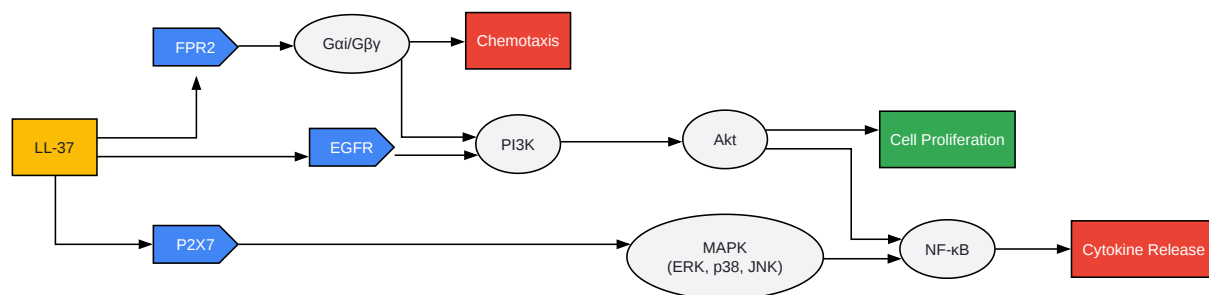 FPR2
Gαi/Gβγ
Chemotaxis
LL-37
EGFR
PI3K
Akt
Cell Proliferation
P2X7
MAPK
(ERK, p38, JNK)
NF-κB
Cytokine Release